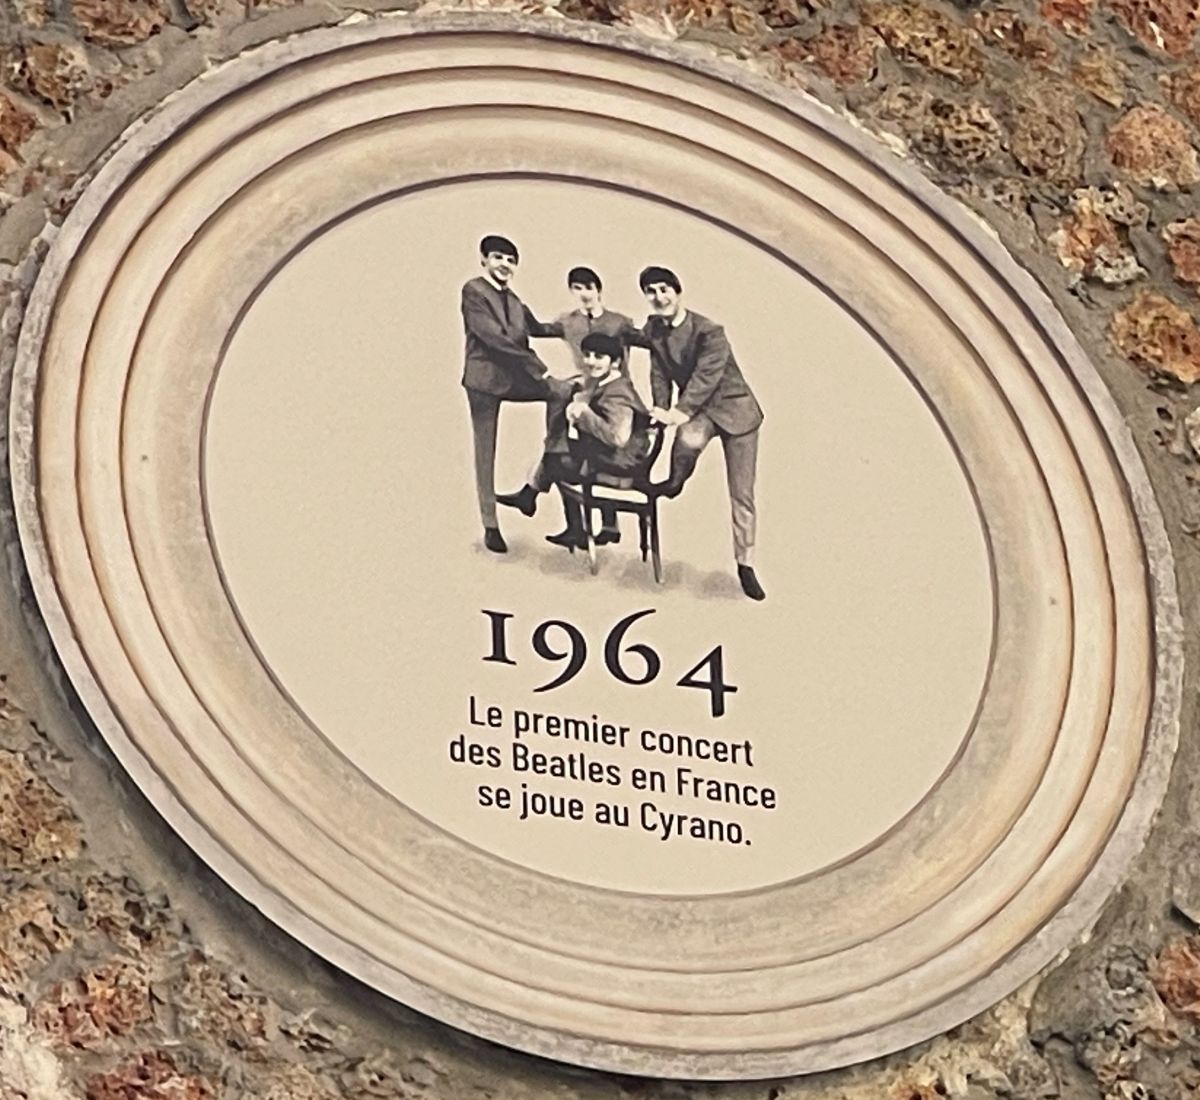 1964
Le premier concert
des Beatles en France
se joue au Cyrano.